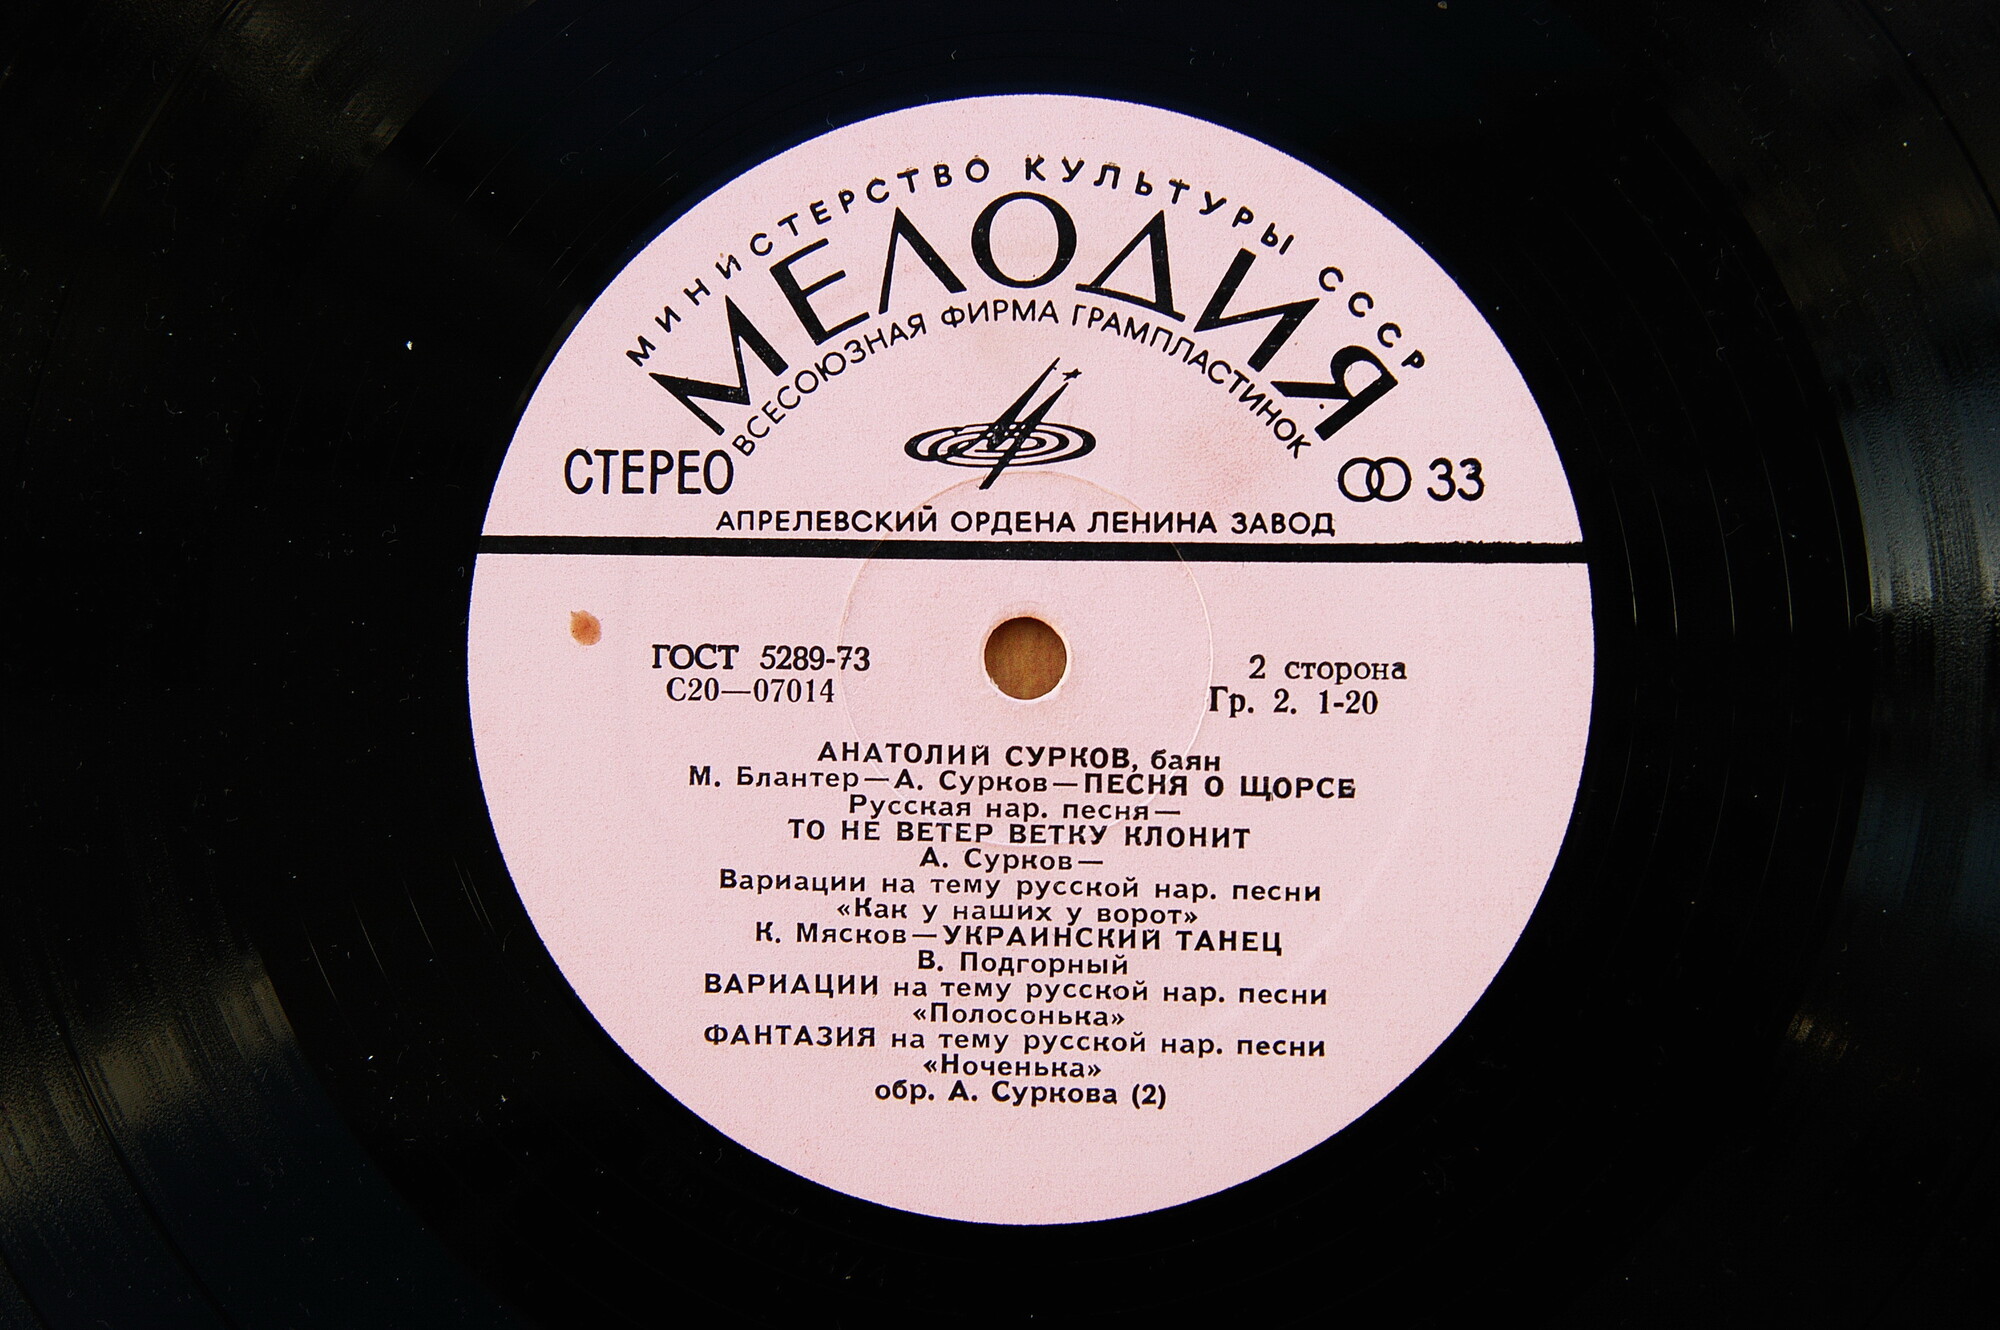 МИНИСТЕРСТВО КУЛЬТУРЫ СССР
МЕЛОДИЯ
ВСЕСОЮЗНАЯ ФИРМА ГРАМПЛАСТИНОК
СТЕРЕО
33
АПРЕЛЕВСКИЙ ОРДЕНА ЛЕНИНА ЗАВОД
ГОСТ 5289-73
С20—07014
2 сторона
Гр. 2. 1-20
АНАТОЛИЙ СУРКОВ, баян
М. Блантер—А. Сурков—ПЕСНЯ О ЩОРСЕ
Русская нар. песня—
ТО НЕ ВЕТЕР ВЕТКУ КЛОНИТ
А. Сурков—
Вариации на тему русской нар. песни
«Как у наших у ворот»
К. Мясков—УКРАИНСКИЙ ТАНЕЦ
В. Подгорный
ВАРИАЦИИ на тему русской нар. песни
«Полосонька»
ФАНТАЗИЯ на тему русской нар. песни
«Ноченька»
обр. А. Суркова (2)